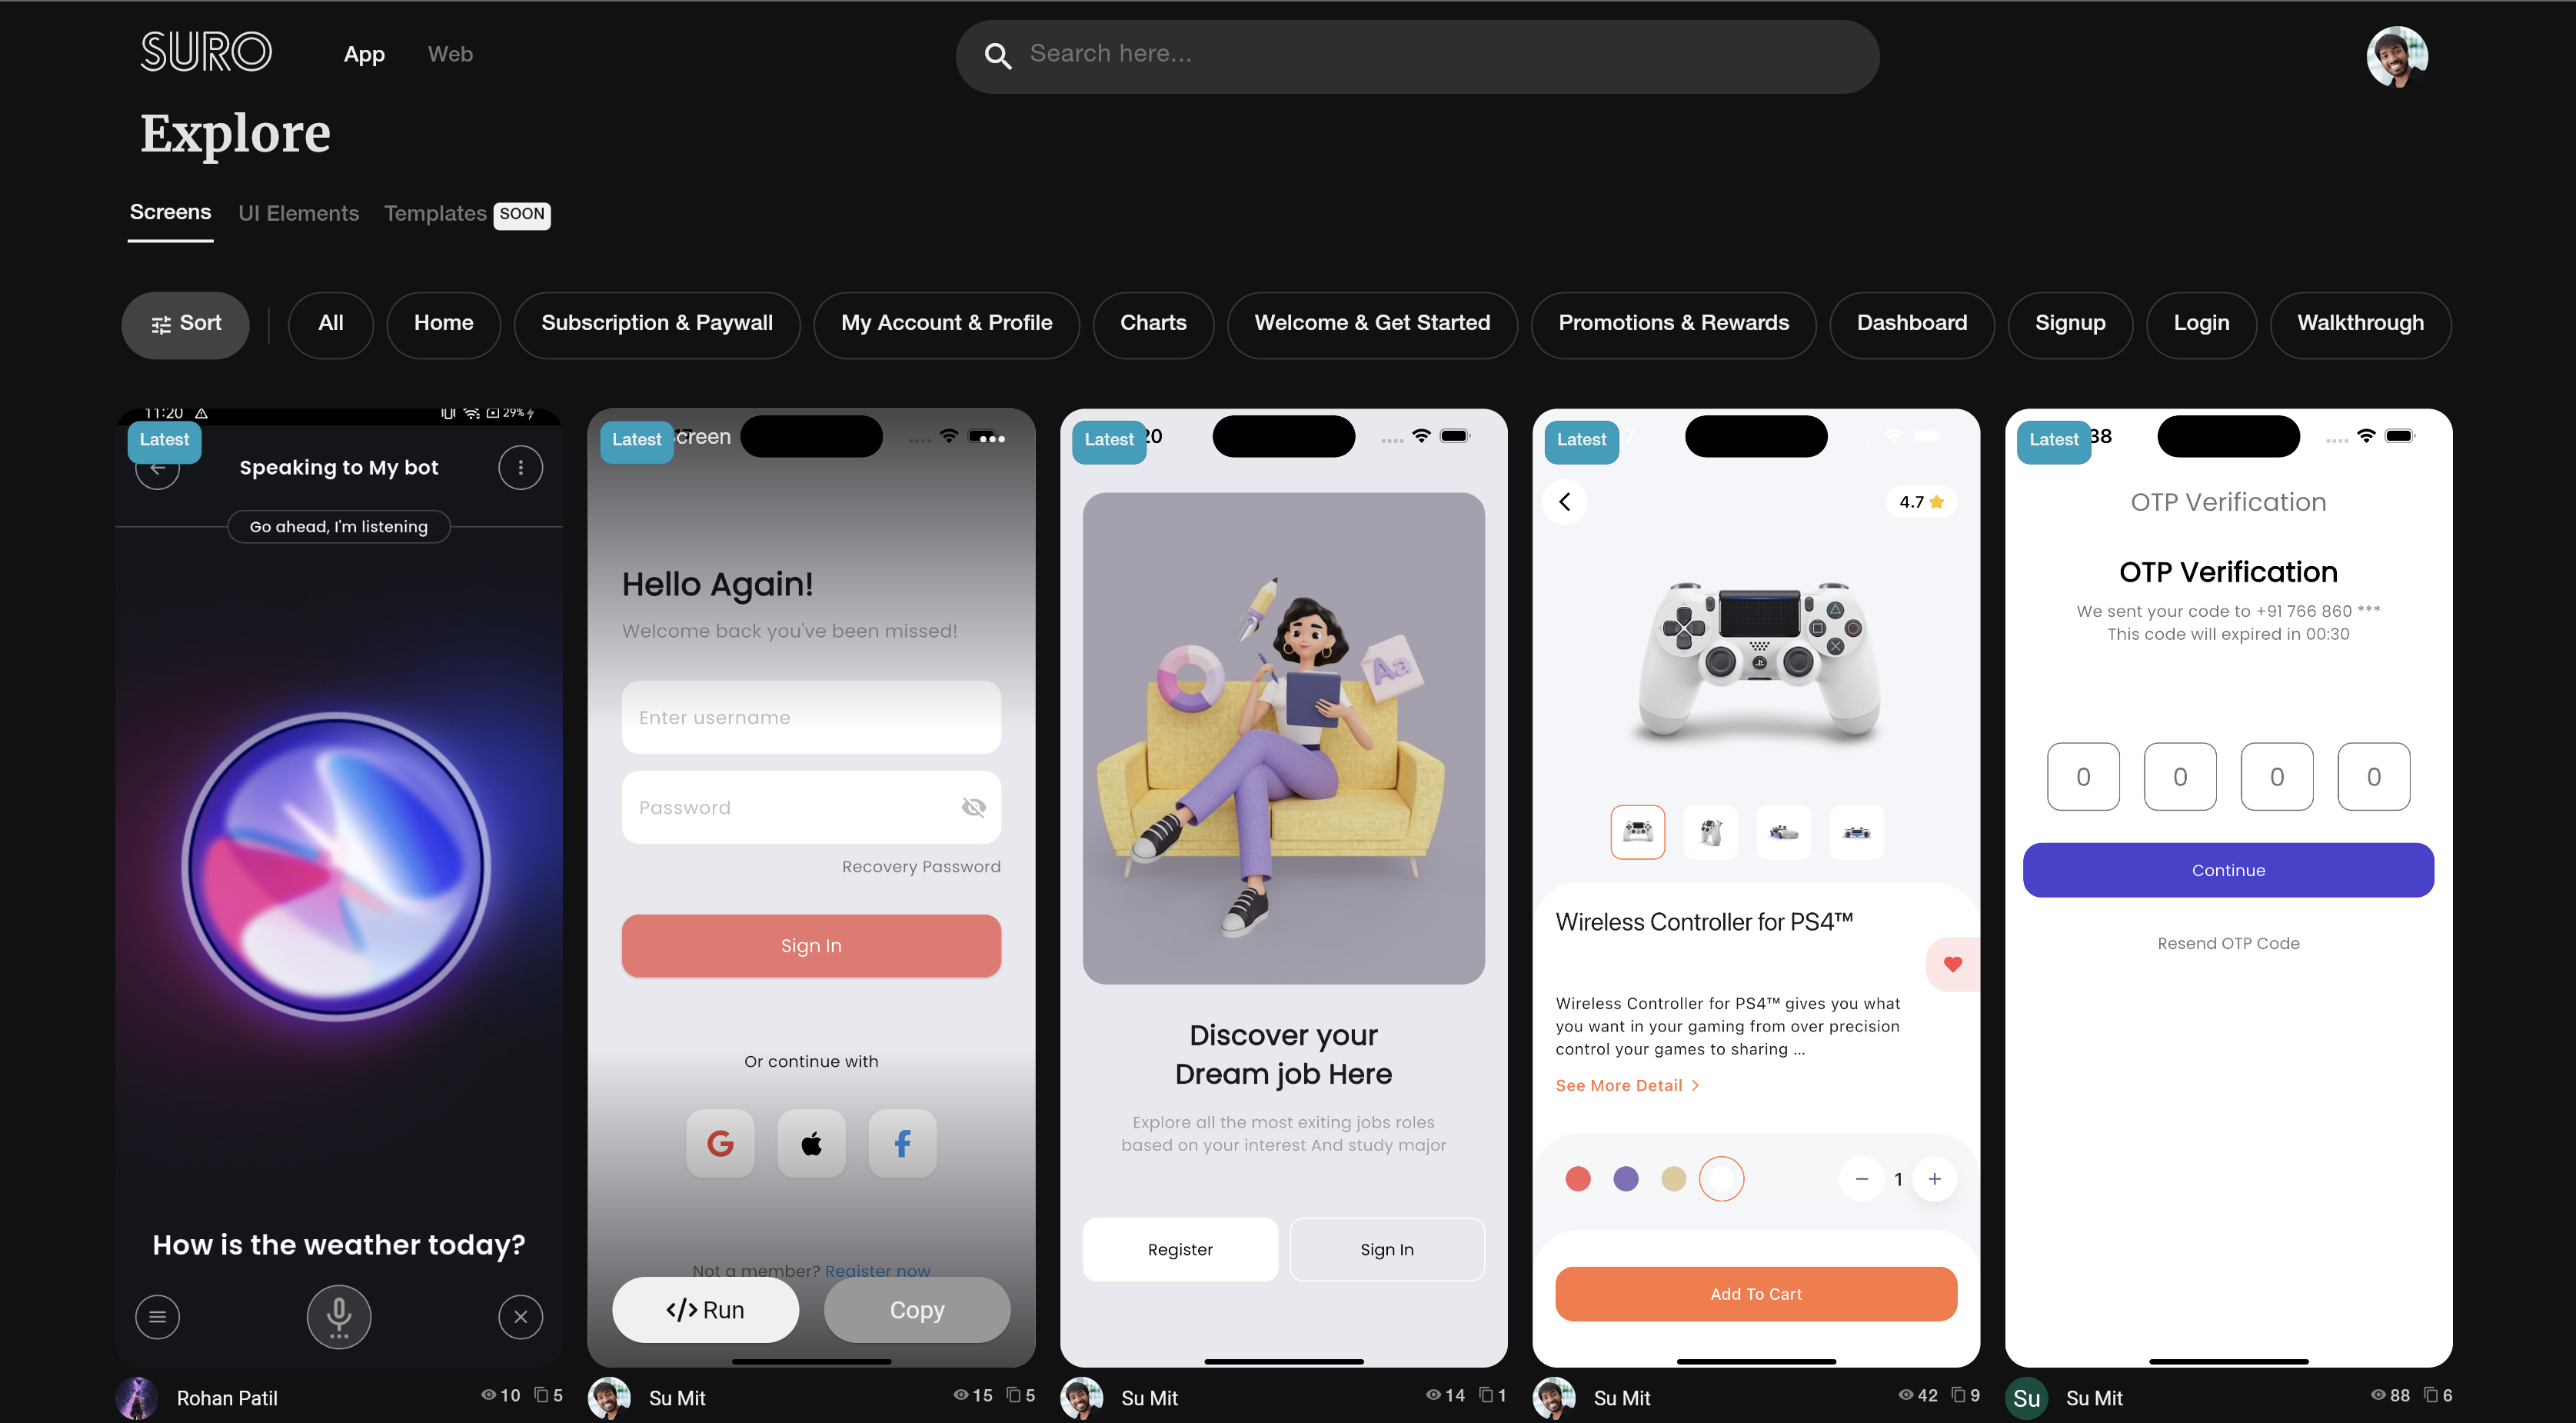 SURO
App
Web
Search here...
Explore
Screens
UI Elements
Templates
SOON
Sort
All
Home
Subscription & Paywall
My Account & Profile
Charts
Welcome & Get Started
Promotions & Rewards
Dashboard
Signup
Login
Walkthrough
11:20
29%
Latest
Speaking to My bot
Go ahead, I'm listening
How is the weather today?
Rohan Patil
10
5
Latest
Hello Again!
Welcome back you've been missed!
Enter username
Password
Recovery Password
Sign In
Or continue with
Not a member? Register now
</> Run
Copy
Su Mit
15
5
Latest
20
Aa
Discover your
Dream job Here
Explore all the most exiting jobs roles
based on your interest And study major
Register
Sign In
Su Mit
14
1
Latest
4.7
Wireless Controller for PS4™
Wireless Controller for PS4™ gives you what
you want in your gaming from over precision
control your games to sharing ...
See More Detail >
1
Add To Cart
Su Mit
42
9
Latest
38
OTP Verification
OTP Verification
We sent your code to +91 766 860 ***
This code will expired in 00:30
0 0 0 0
Continue
Resend OTP Code
Su
Su Mit
88
6